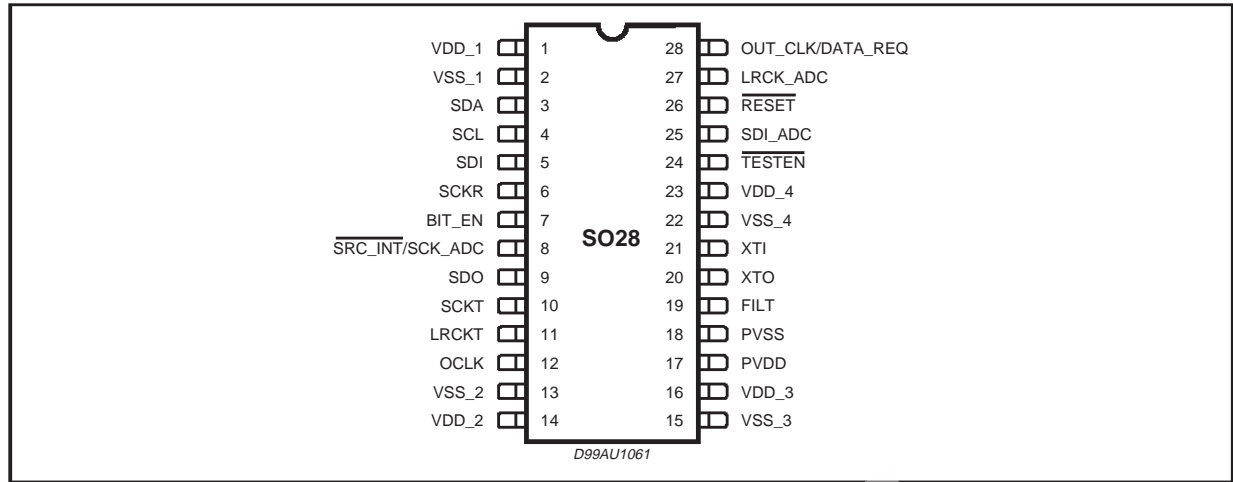 VDD_1 1 28 OUT_CLK/DATA_REQ
VSS_1 2 27 LRCK_ADC
SDA 3 26 RESET
SCL 4 25 SDI_ADC
SDI 5 24 TESTEN
SCKR 6 23 VDD_4
BIT_EN 7 22 VSS_4
SO28
SRC_INT/SCK_ADC 8 21 XTI
SDO 9 20 XTO
SCKT 10 19 FILT
LRCKT 11 18 PVSS
OCLK 12 17 PVDD
VSS_2 13 16 VDD_3
VDD_2 14 15 VSS_3
D99AU1061